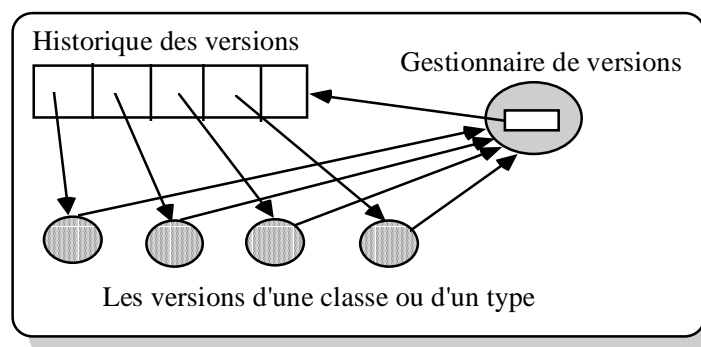 Historique des versions
Gestionnaire de versions
Les versions d'une classe ou d'un type